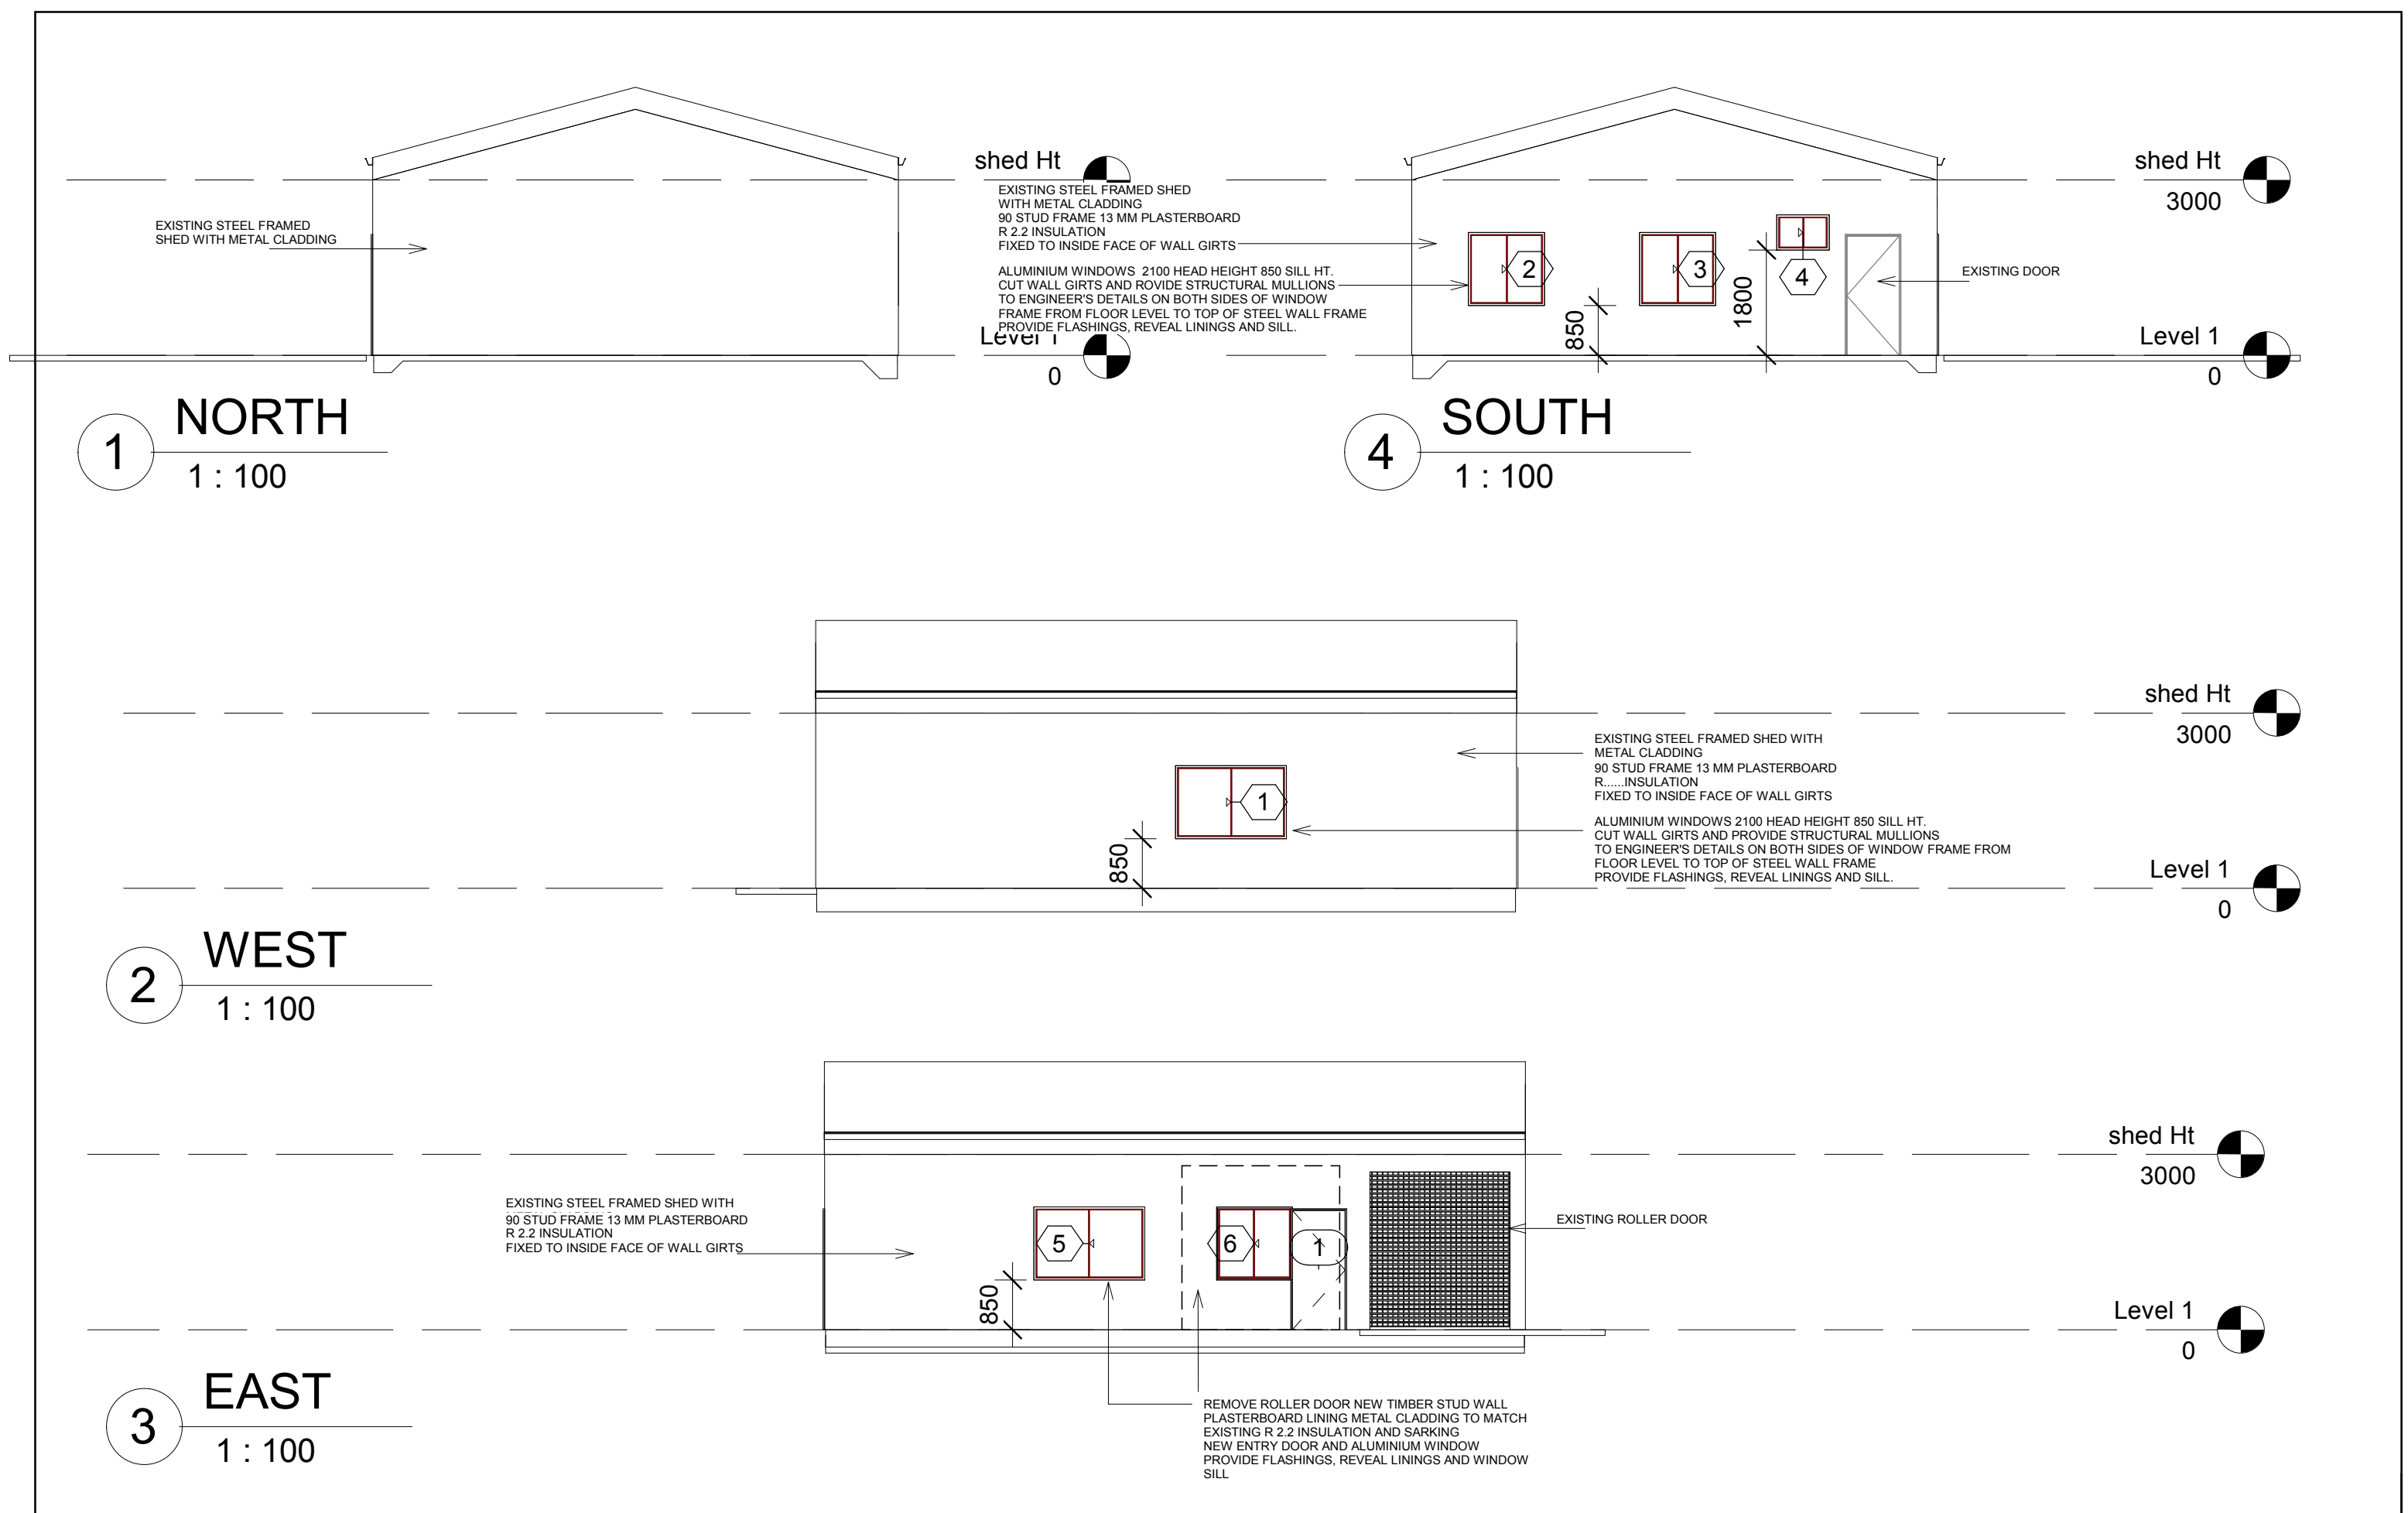 EXISTING STEEL FRAMED
SHED WITH METAL CLADDING
shed Ht
EXISTING STEEL FRAMED SHED
WITH METAL CLADDING
90 STUD FRAME 13 MM PLASTERBOARD
R 2.2 INSULATION
FIXED TO INSIDE FACE OF WALL GIRTS
ALUMINIUM WINDOWS 2100 HEAD HEIGHT 850 SILL HT.
CUT WALL GIRTS AND ROVIDE STRUCTURAL MULLIONS
TO ENGINEER'S DETAILS ON BOTH SIDES OF WINDOW
FRAME FROM FLOOR LEVEL TO TOP OF STEEL WALL FRAME
PROVIDE FLASHINGS, REVEAL LININGS AND SILL.
Level 1
0
1
NORTH
1 : 100
2
3
4
850
1800
EXISTING DOOR
shed Ht
3000
Level 1
0
4
SOUTH
1 : 100
1
850
EXISTING STEEL FRAMED SHED WITH
METAL CLADDING
90 STUD FRAME 13 MM PLASTERBOARD
R......INSULATION
FIXED TO INSIDE FACE OF WALL GIRTS
ALUMINIUM WINDOWS 2100 HEAD HEIGHT 850 SILL HT.
CUT WALL GIRTS AND PROVIDE STRUCTURAL MULLIONS
TO ENGINEER'S DETAILS ON BOTH SIDES OF WINDOW FRAME FROM
FLOOR LEVEL TO TOP OF STEEL WALL FRAME
PROVIDE FLASHINGS, REVEAL LININGS AND SILL.
shed Ht
3000
Level 1
0
2
WEST
1 : 100
EXISTING STEEL FRAMED SHED WITH
90 STUD FRAME 13 MM PLASTERBOARD
R 2.2 INSULATION
FIXED TO INSIDE FACE OF WALL GIRTS
5
6
1
850
EXISTING ROLLER DOOR
shed Ht
3000
Level 1
0
REMOVE ROLLER DOOR NEW TIMBER STUD WALL
PLASTERBOARD LINING METAL CLADDING TO MATCH
EXISTING R 2.2 INSULATION AND SARKING
NEW ENTRY DOOR AND ALUMINIUM WINDOW
PROVIDE FLASHINGS, REVEAL LININGS AND WINDOW
SILL
3
EAST
1 : 100